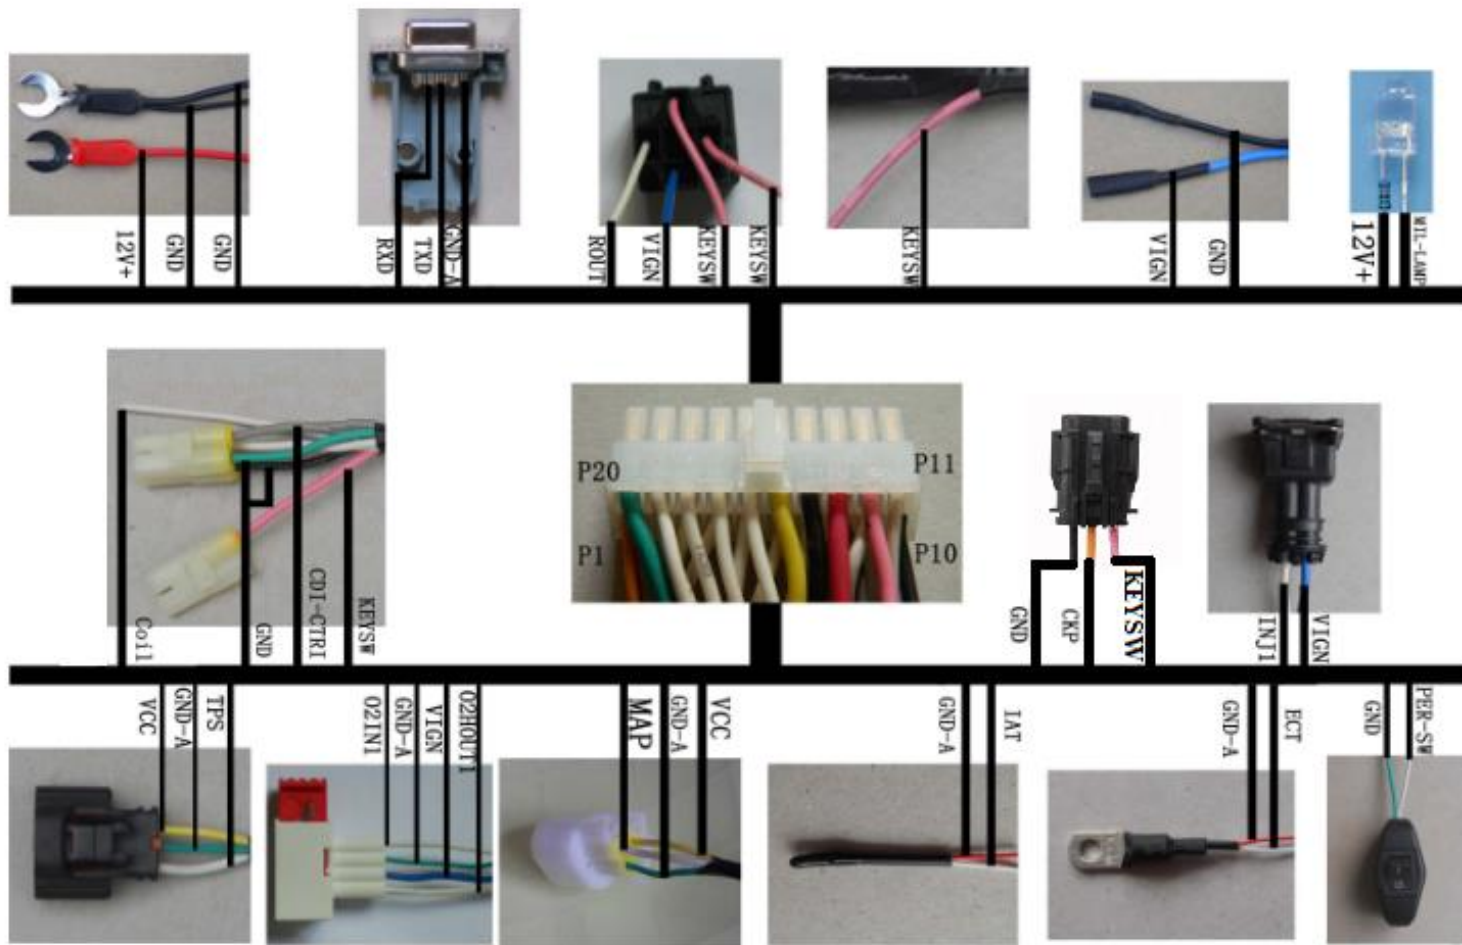 12V+
GND
GND
RXD
TXD
GND-A
ROUT
VIGN
KEYSW
KEYSW
KEYSW
VIGN
GND
12V+
MIL-LAMP
P20
P11
P1
P10
Coil
GND
CDI-CTRI
KEYSW
GND
CKP
KEYSW
INJ1
VIGN
VCC
GND-A
TPS
O2IN1
GND-A
VIGN
O2HOUT1
MAP
GND-A
VCC
GND-A
IAT
GND-A
ECT
GND
PER-SW